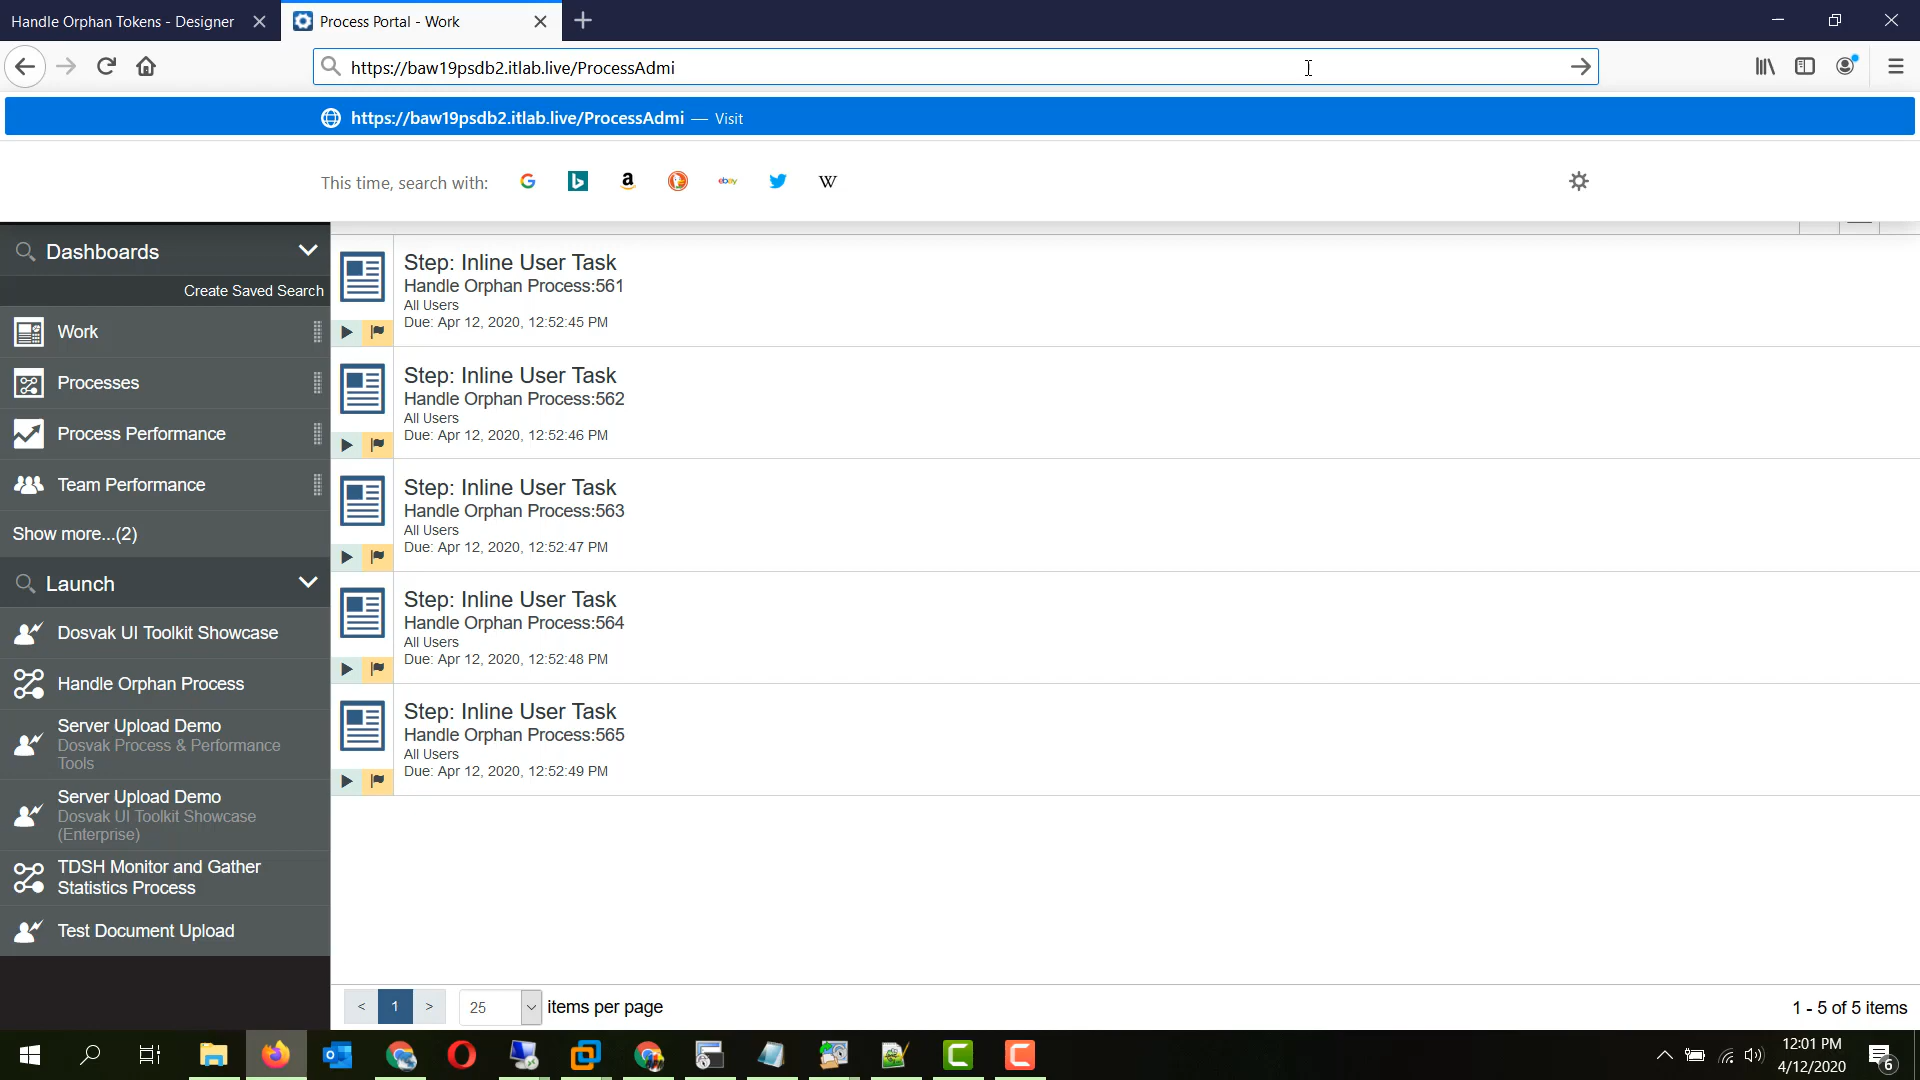 Handle Orphan Tokens - Designer
Process Portal - Work
https://baw19psdb2.itlab.live/ProcessAdmi
https://baw19psdb2.itlab.live/ProcessAdmi — Visit
This time, search with:
ebay
W
Dashboards
Create Saved Search
Work
Processes
Process Performance
Team Performance
Show more...(2)
Launch
Dosvak UI Toolkit Showcase
Handle Orphan Process
Server Upload Demo
Dosvak Process & Performance
Tools
Server Upload Demo
Dosvak UI Toolkit Showcase
(Enterprise)
TDSH Monitor and Gather
Statistics Process
Test Document Upload
Step: Inline User Task
Handle Orphan Process:561
All Users
Due: Apr 12, 2020, 12:52:45 PM
Step: Inline User Task
Handle Orphan Process:562
All Users
Due: Apr 12, 2020, 12:52:46 PM
Step: Inline User Task
Handle Orphan Process:563
All Users
Due: Apr 12, 2020, 12:52:47 PM
Step: Inline User Task
Handle Orphan Process:564
All Users
Due: Apr 12, 2020, 12:52:48 PM
Step: Inline User Task
Handle Orphan Process:565
All Users
Due: Apr 12, 2020, 12:52:49 PM
< 1 > 25 items per page
1 - 5 of 5 items
12:01 PM
4/12/2020
6